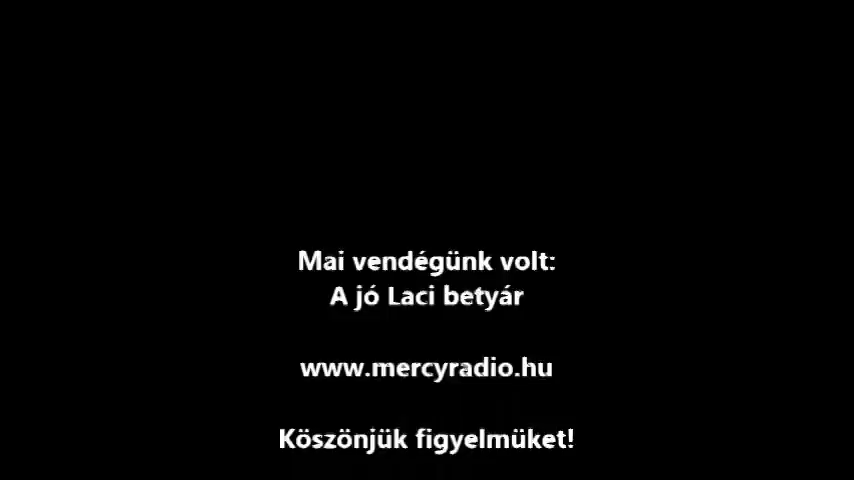 Mai vendégünk volt:
A jó Laci betyár
www.mercyradio.hu
Köszönjük figyelmüket!